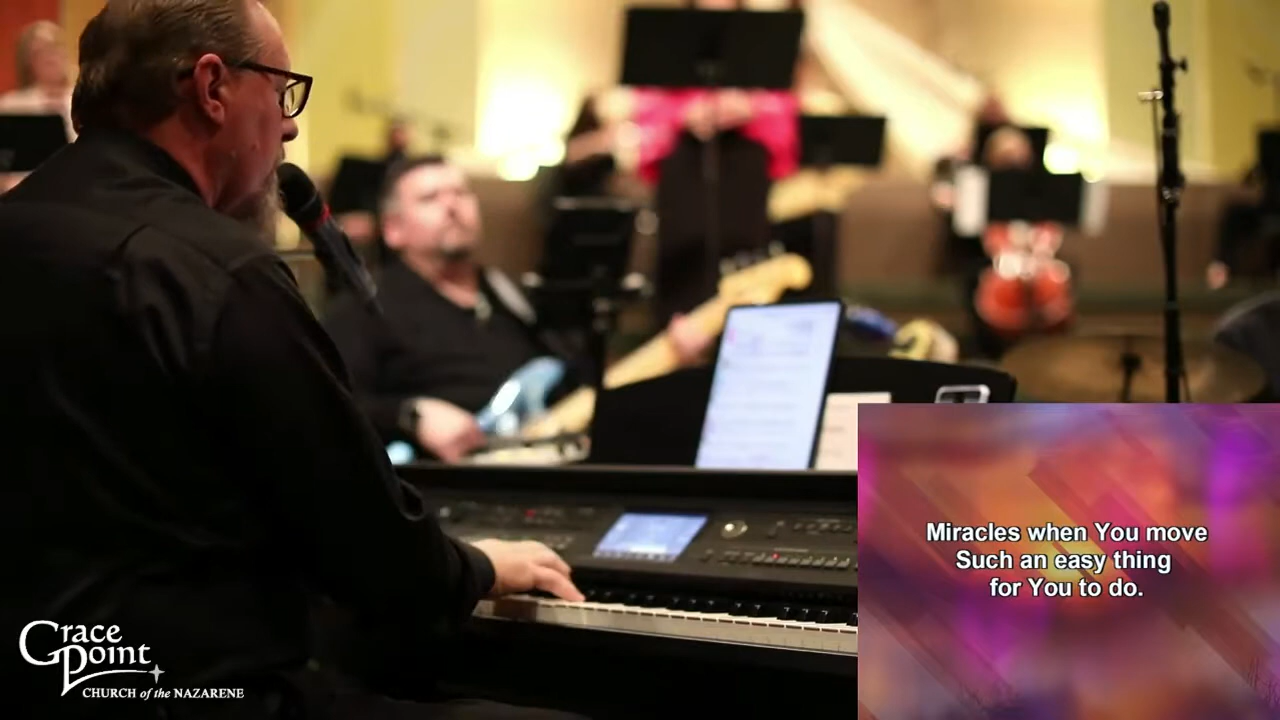 Miracles when You move
Such an easy thing
for You to do.
Grace
Point
CHURCH of the NAZARENE